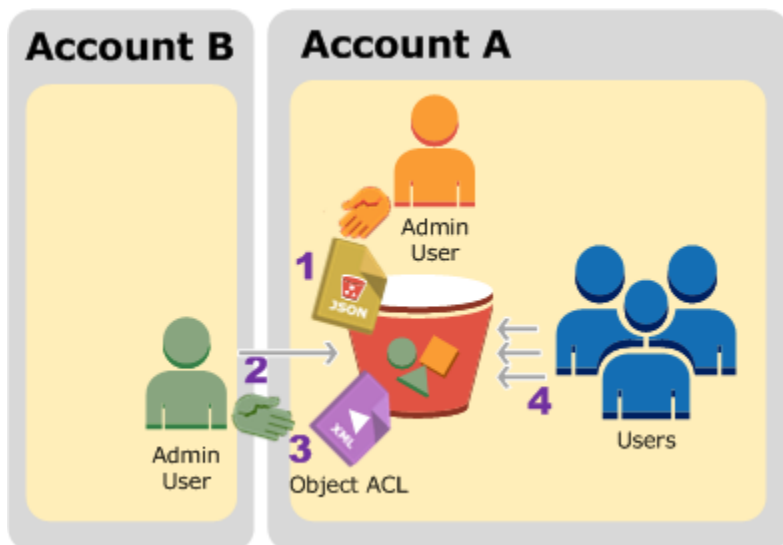 Account B
Account A
Admin
User
1
JSON
2
4
Users
3
XML
Admin
User
Object ACL